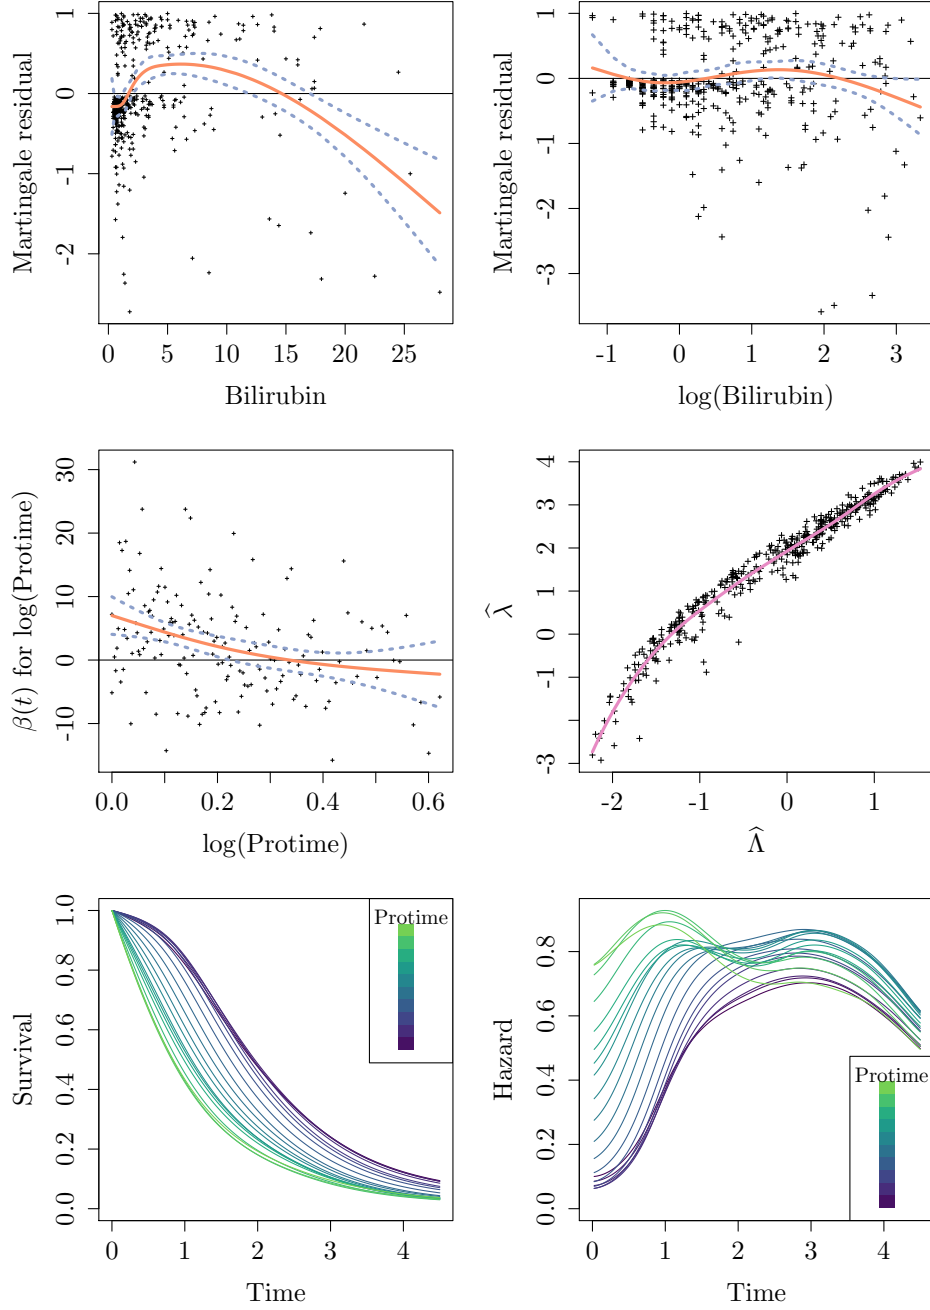 Martingale residual
1
0
-1
-2
0 5 10 15 20 25
Bilirubin
Martingale residual
1
0
-1
-2
-3
-1 0 1 2 3
log(Bilirubin)
β(t) for log(Protime)
30
20
10
0
-10
0.0 0.2 0.4 0.6
log(Protime)
λ̂
4
3
2
1
0
-1
-3
-2 -1 0 1
Λ̂
Survival
1.0
0.8
0.6
0.4
0.2
0.0
Protime
0 1 2 3 4
Time
Hazard
0.8
0.6
0.4
0.2
0.0
Protime
0 1 2 3 4
Time